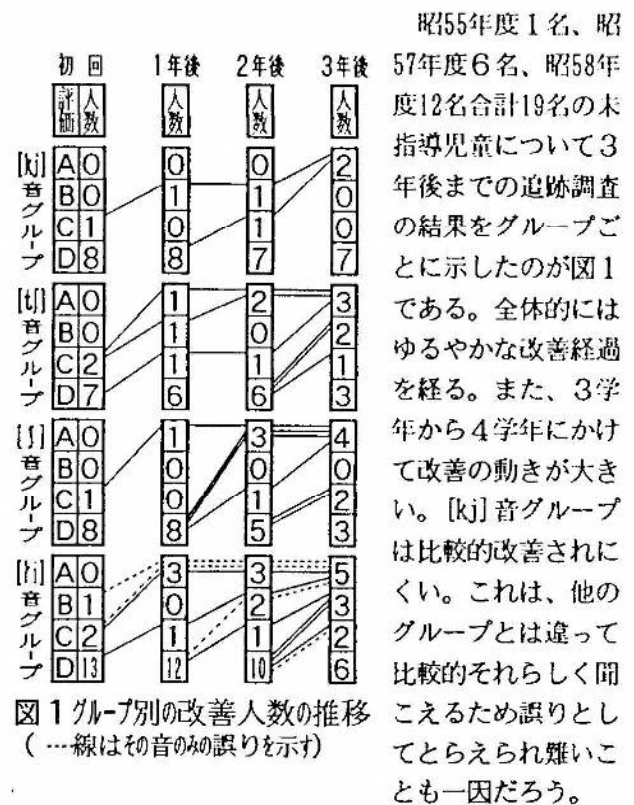 昭55年度1名、昭
57年度6名、昭58年
度12名合計19名の未
指導児童について3
年後までの追跡調査
の結果をグループご
とに示したのが図1
である。全体的には
ゆるやかな改善経過
を経る。また、3学
年から4学年にかけ
て改善の動きが大き
い。[kj]音グループ
は比較的改善されに
くい。これは、他の
グループとは違って
比較的それらしく聞
こえるため誤りとし
てとらえられ難いこ
とも一因だろう。
初回 1年後 2年後 3年後
評価 人数 人数 人数 人数
[kj]音グループ
A 0 0 0 2
B 0 1 1 0
C 1 0 1 0
D 8 8 7 7
[tʃ]音グループ
A 0 1 2 3
B 0 1 0 2
C 2 1 1 1
D 7 6 6 3
[ʃ]音グループ
A 0 1 3 4
B 0 0 0 0
C 1 0 1 2
D 8 8 5 3
音グループ
A 0 3 3 5
B 1 0 2 3
C 2 1 1 2
D 13 12 10 6
図1 グループ別の改善人数の推移
( …線はその音のみの誤りを示す)